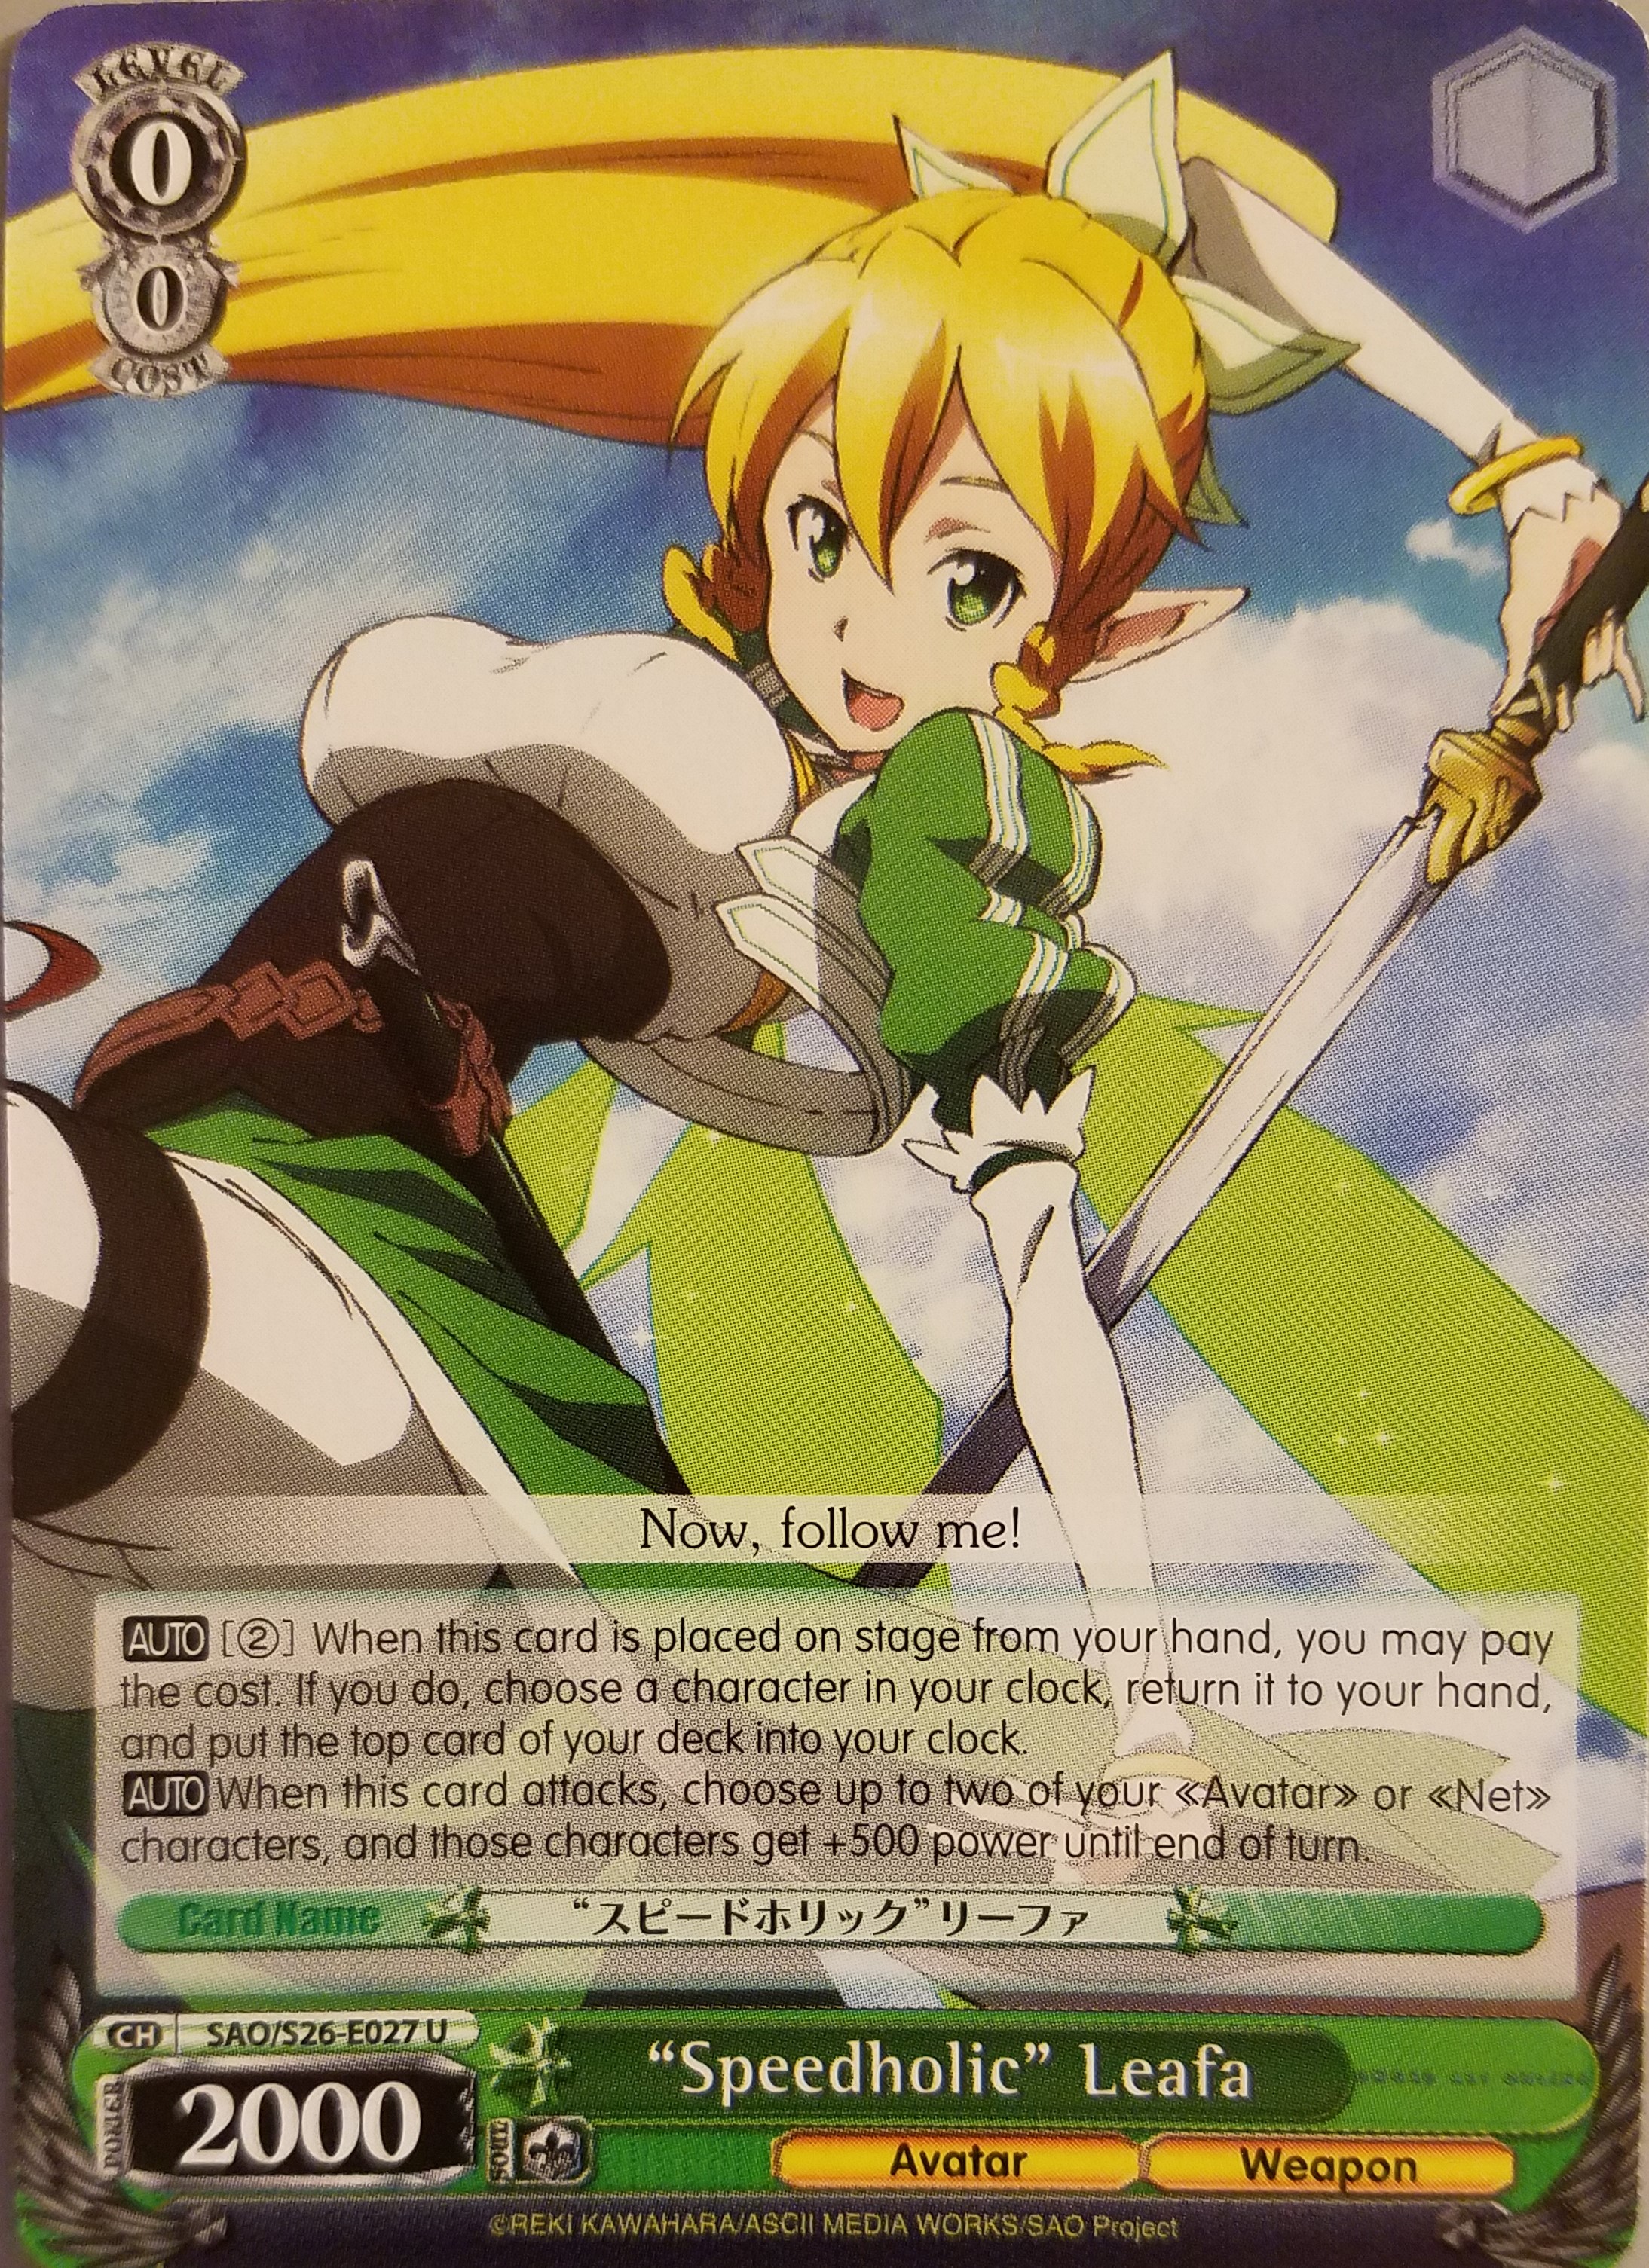 LEVEL
0
0
COST
Now, follow me!
AUTO [②] When this card is placed on stage from your hand, you may pay
the cost. If you do, choose a character in your clock, return it to your hand,
and put the top card of your deck into your clock.
AUTO When this card attacks, choose up to two of your «Avatar» or «Net»
characters, and those characters get +500 power until end of turn.
Card Name “スピードホリック”リーファ
CH SAO/S26-E027 U
“Speedholic” Leafa
POWER 2000 SOUL Avatar Weapon
©REKI KAWAHARA/ASCII MEDIA WORKS/SAO Project